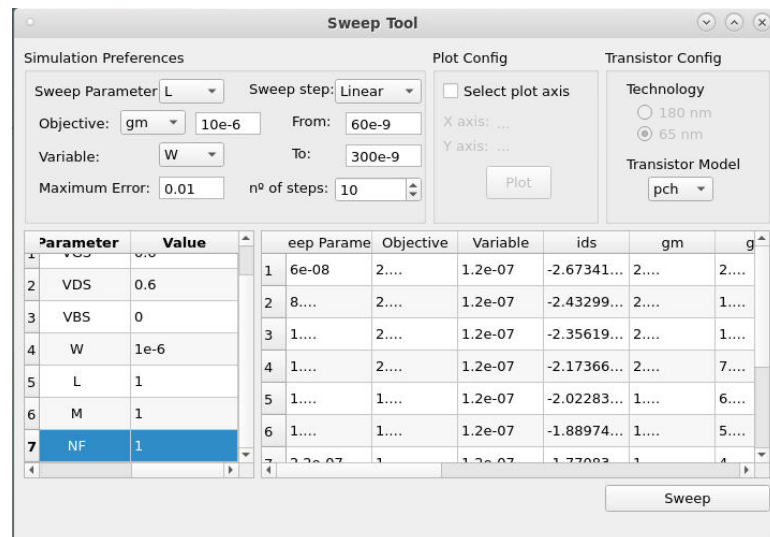 Sweep Tool
Simulation Preferences
Sweep Parameter L Sweep step: Linear
Objective: gm 10e-6 From: 60e-9
Variable: W To: 300e-9
Maximum Error: 0.01 nº of steps: 10
Plot Config
Select plot axis
X axis: ...
Y axis: ...
Plot
Transistor Config
Technology
180 nm
65 nm
Transistor Model
pch
Parameter Value
2 VDS 0.6
3 VBS 0
4 W 1e-6
5 L 1
6 M 1
7 NF 1
eep Parame Objective Variable ids gm g
1 6e-08 2.... 1.2e-07 -2.67341... 2.... 2....
2 8.... 2.... 1.2e-07 -2.43299... 2.... 1....
3 1.... 2.... 1.2e-07 -2.35619... 2.... 1....
4 1.... 2.... 1.2e-07 -2.17366... 2.... 7....
5 1.... 1.... 1.2e-07 -2.02283... 1.... 6....
6 1.... 1.... 1.2e-07 -1.88974... 1.... 5....
Sweep